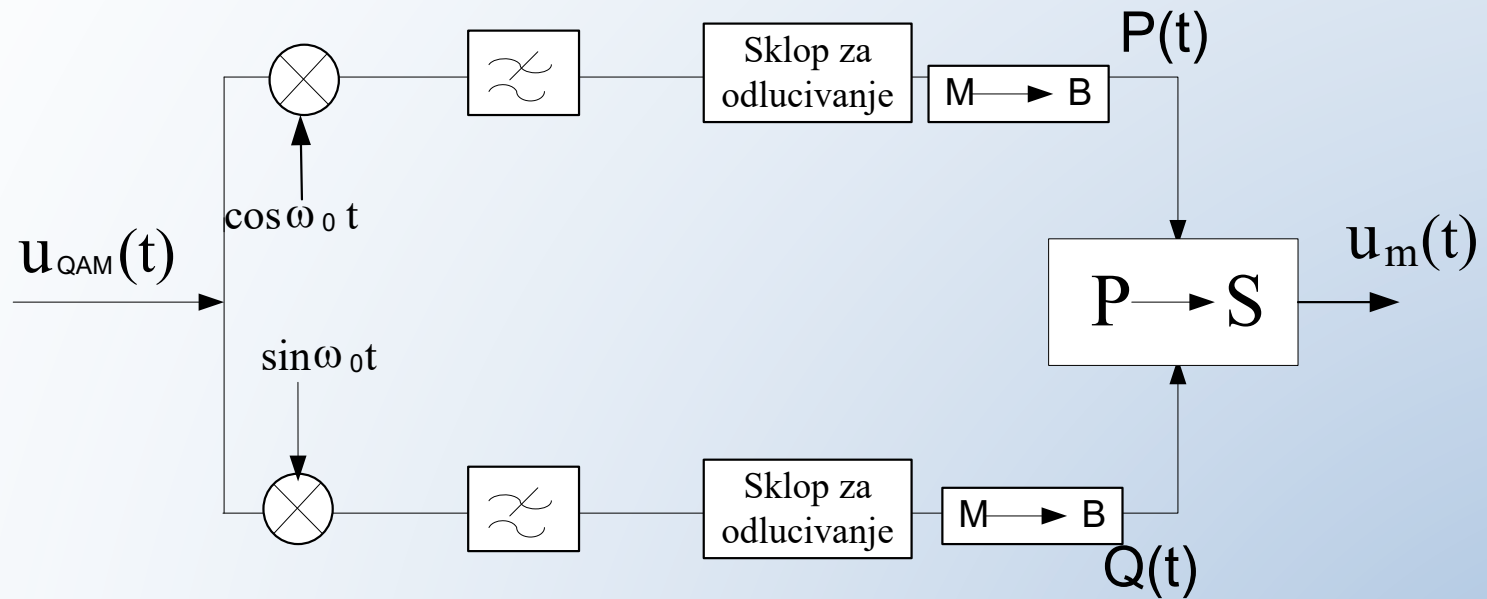 P(t)
Sklop za
odlucivanje
M B
cosω₀ t
u_QAM(t)
P S
u_m(t)
sinω₀t
Sklop za
odlucivanje
M B
Q(t)